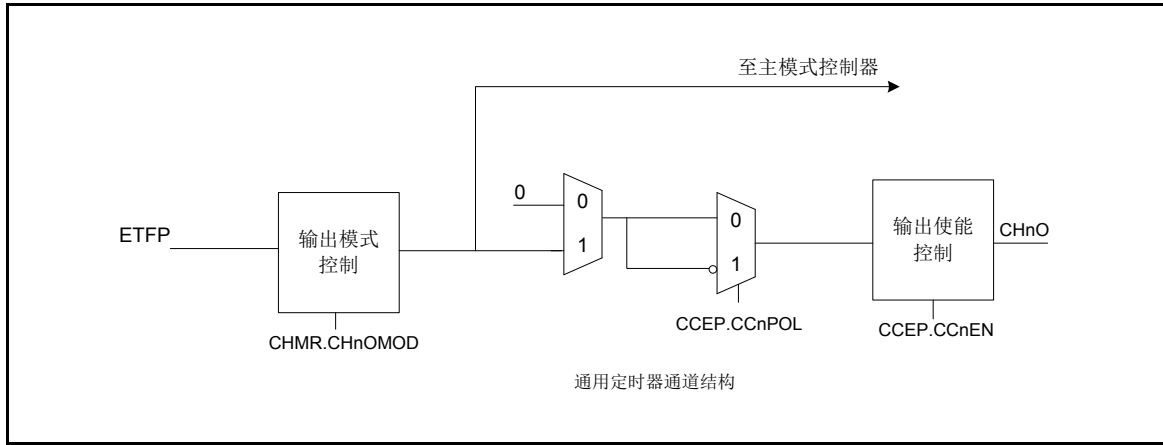 至主模式控制器
ETFP
输出模式
控制
CHMR.CHnOMOD
0
0
1
0
1
CCEP.CCnPOL
输出使能
控制
CCEP.CCnEN
CHnO
通用定时器通道结构